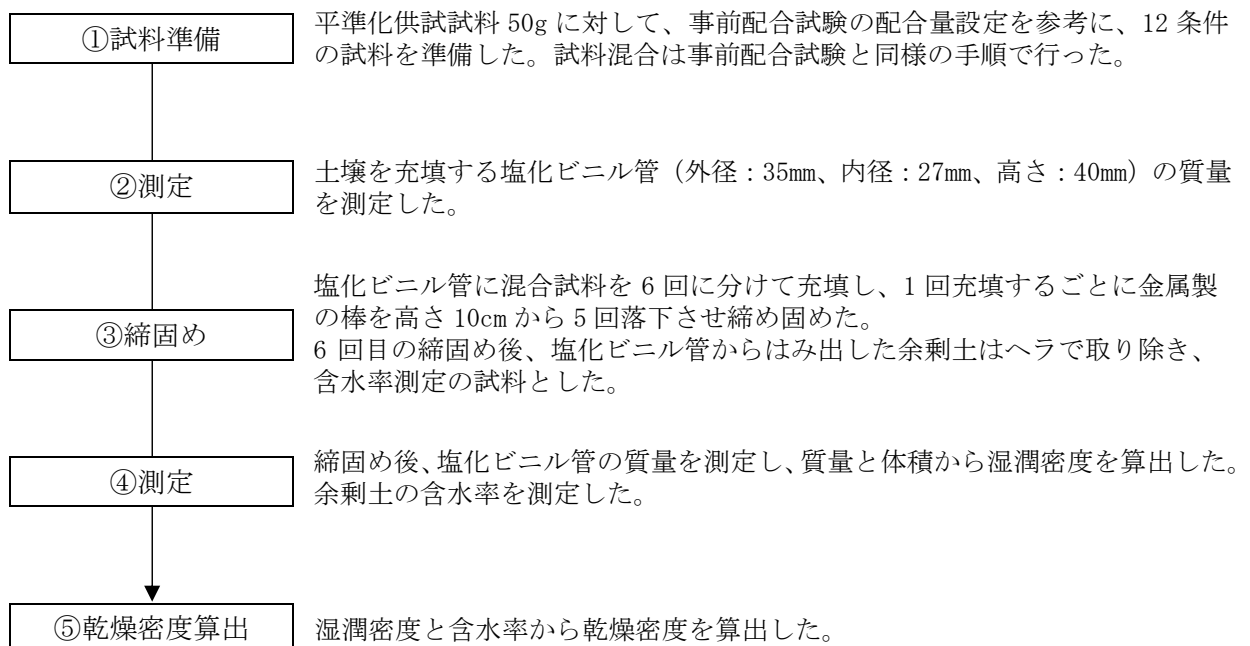 ①試料準備
平準化供試試料 50g に対して、事前配合試験の配合量設定を参考に、12 条件
の試料を準備した。試料混合は事前配合試験と同様の手順で行った。
②測定
土壌を充填する塩化ビニル管（外径：35㎜、内径：27㎜、高さ：40㎜）の質量
を測定した。
③締固め
塩化ビニル管に混合試料を 6 回に分けて充填し、1 回充填するごとに金属製
の棒を高さ 10㎝ から 5 回落下させ締め固めた。
6 回目の締固め後、塩化ビニル管からはみ出した余剰土はヘラで取り除き、
含水率測定の試料とした。
④測定
締固め後、塩化ビニル管の質量を測定し、質量と体積から湿潤密度を算出した。
余剰土の含水率を測定した。
⑤乾燥密度算出
湿潤密度と含水率から乾燥密度を算出した。